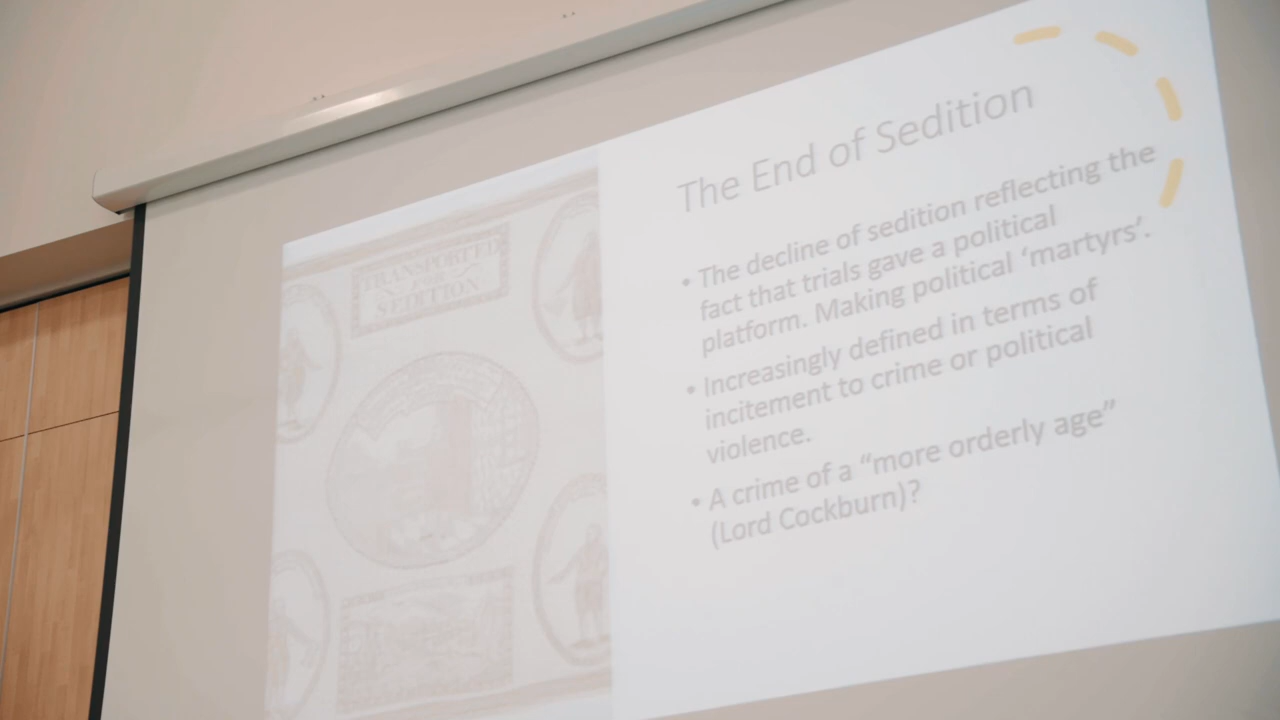 The End of Sedition
• The decline of sedition reflecting the
fact that trials gave a political
platform. Making political ‘martyrs’.
• Increasingly defined in terms of
incitement to crime or political
violence.
• A crime of a “more orderly age”
(Lord Cockburn)?
TRANSPORTED
FOR
SEDITION